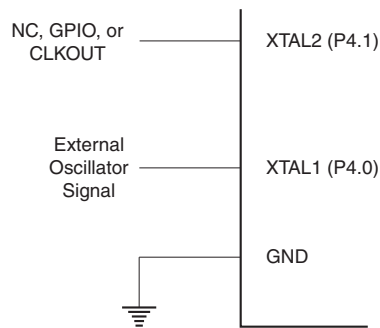 NC, GPIO, or
CLKOUT
XTAL2 (P4.1)
External
Oscillator
Signal
XTAL1 (P4.0)
GND